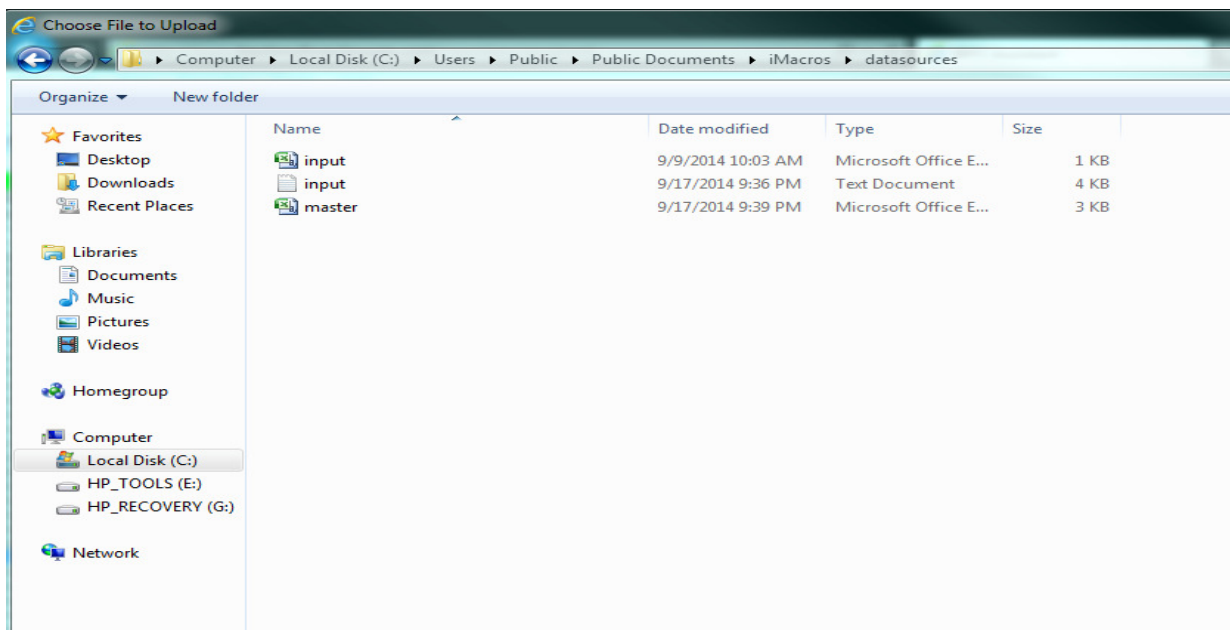 Choose File to Upload
Computer Local Disk (C:) Users Public Public Documents iMacros datasources
Organize New folder
Favorites
Desktop
Downloads
Recent Places
Libraries
Documents
Music
Pictures
Videos
Homegroup
Computer
Local Disk (C:)
HP_TOOLS (E:)
HP_RECOVERY (G:)
Network
Name Date modified Type Size
input 9/9/2014 10:03 AM Microsoft Office E... 1 KB
input 9/17/2014 9:36 PM Text Document 4 KB
master 9/17/2014 9:39 PM Microsoft Office E... 3 KB